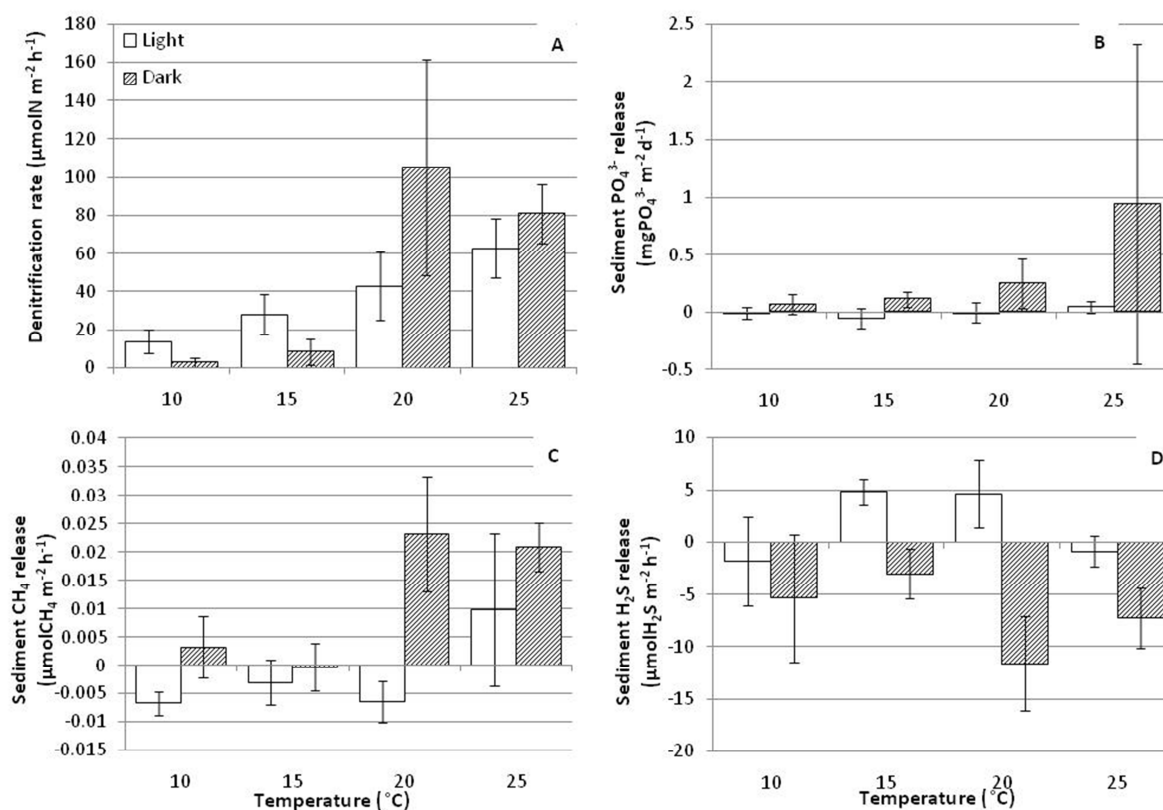 A
Light
Dark
Denitrification rate (µmolN m⁻² h⁻¹)
180
160
140
120
100
80
60
40
20
0
10 15 20 25
B
Sediment PO₄³⁻ release
(mgPO₄³⁻ m⁻² d⁻¹)
2.5
2
1.5
1
0.5
0
-0.5
10 15 20 25
C
Sediment CH₄ release
(µmolCH₄ m⁻² h⁻¹)
0.04
0.035
0.03
0.025
0.02
0.015
0.01
0.005
0
-0.005
-0.01
-0.015
10 15 20 25
Temperature (°C)
D
Sediment H₂S release
(µmolH₂S m⁻² h⁻¹)
10
5
0
-5
-10
-15
-20
10 15 20 25
Temperature (°C)